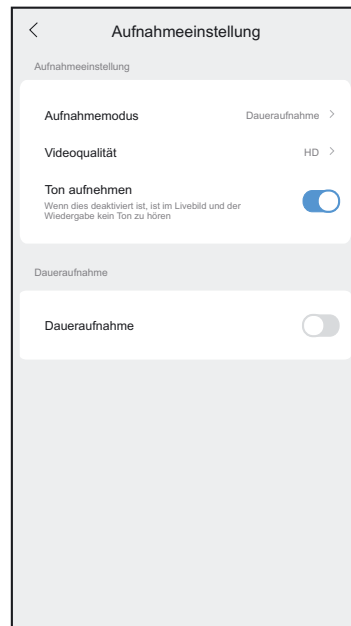 Aufnahmeeinstellung
Aufnahmeeinstellung
Aufnahmemodus Daueraufnahme
Videoqualität HD
Ton aufnehmen
Wenn dies deaktiviert ist, ist im Livebild und der
Wiedergabe kein Ton zu hören
Daueraufnahme
Daueraufnahme